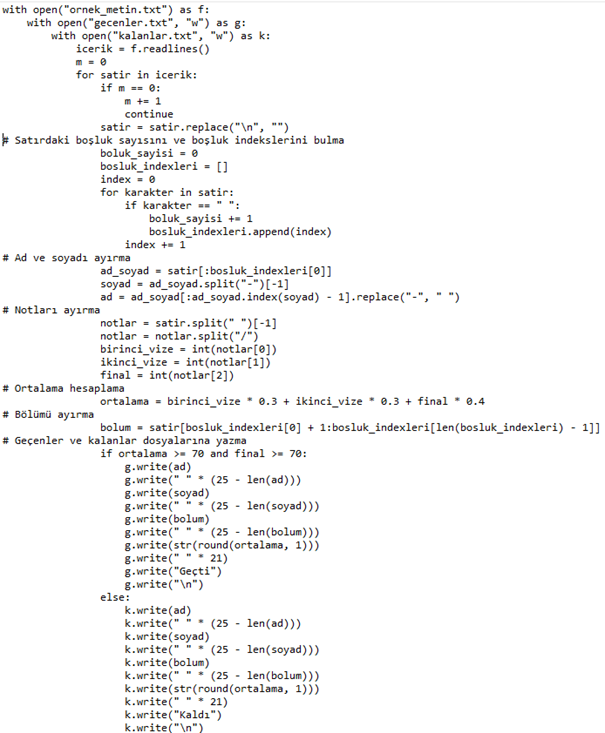 with open("ornek_metin.txt") as f:
    with open("gecenler.txt", "w") as g:
        with open("kalanlar.txt", "w") as k:
            icerik = f.readlines()
            m = 0
            for satir in icerik:
                if m == 0:
                    m += 1
                    continue
                satir = satir.replace("\n", "")
# Satırdaki boşluk sayısını ve boşluk indekslerini bulma
                boluk_sayisi = 0
                bosluk_indexleri = []
                index = 0
                for karakter in satir:
                    if karakter == " ":
                        boluk_sayisi += 1
                        bosluk_indexleri.append(index)
                    index += 1
# Ad ve soyadı ayırma
                ad_soyad = satir[:bosluk_indexleri[0]]
                soyad = ad_soyad.split("-")[-1]
                ad = ad_soyad[:ad_soyad.index(soyad) - 1].replace("-", " ")
# Notları ayırma
                notlar = satir.split(" ")[-1]
                notlar = notlar.split("/")
                birinci_vize = int(notlar[0])
                ikinci_vize = int(notlar[1])
                final = int(notlar[2])
# Ortalama hesaplama
                ortalama = birinci_vize * 0.3 + ikinci_vize * 0.3 + final * 0.4
# Bölümü ayırma
                bolum = satir[bosluk_indexleri[0] + 1:bosluk_indexleri[len(bosluk_indexleri) - 1]]
# Geçenler ve kalanlar dosyalarına yazma
                if ortalama >= 70 and final >= 70:
                    g.write(ad)
                    g.write(" " * (25 - len(ad)))
                    g.write(soyad)
                    g.write(" " * (25 - len(soyad)))
                    g.write(bolum)
                    g.write(" " * (25 - len(bolum)))
                    g.write(str(round(ortalama, 1)))
                    g.write(" " * 21)
                    g.write("Geçti")
                    g.write("\n")
                else:
                    k.write(ad)
                    k.write(" " * (25 - len(ad)))
                    k.write(soyad)
                    k.write(" " * (25 - len(soyad)))
                    k.write(bolum)
                    k.write(" " * (25 - len(bolum)))
                    k.write(str(round(ortalama, 1)))
                    k.write(" " * 21)
                    k.write("Kaldı")
                    k.write("\n")